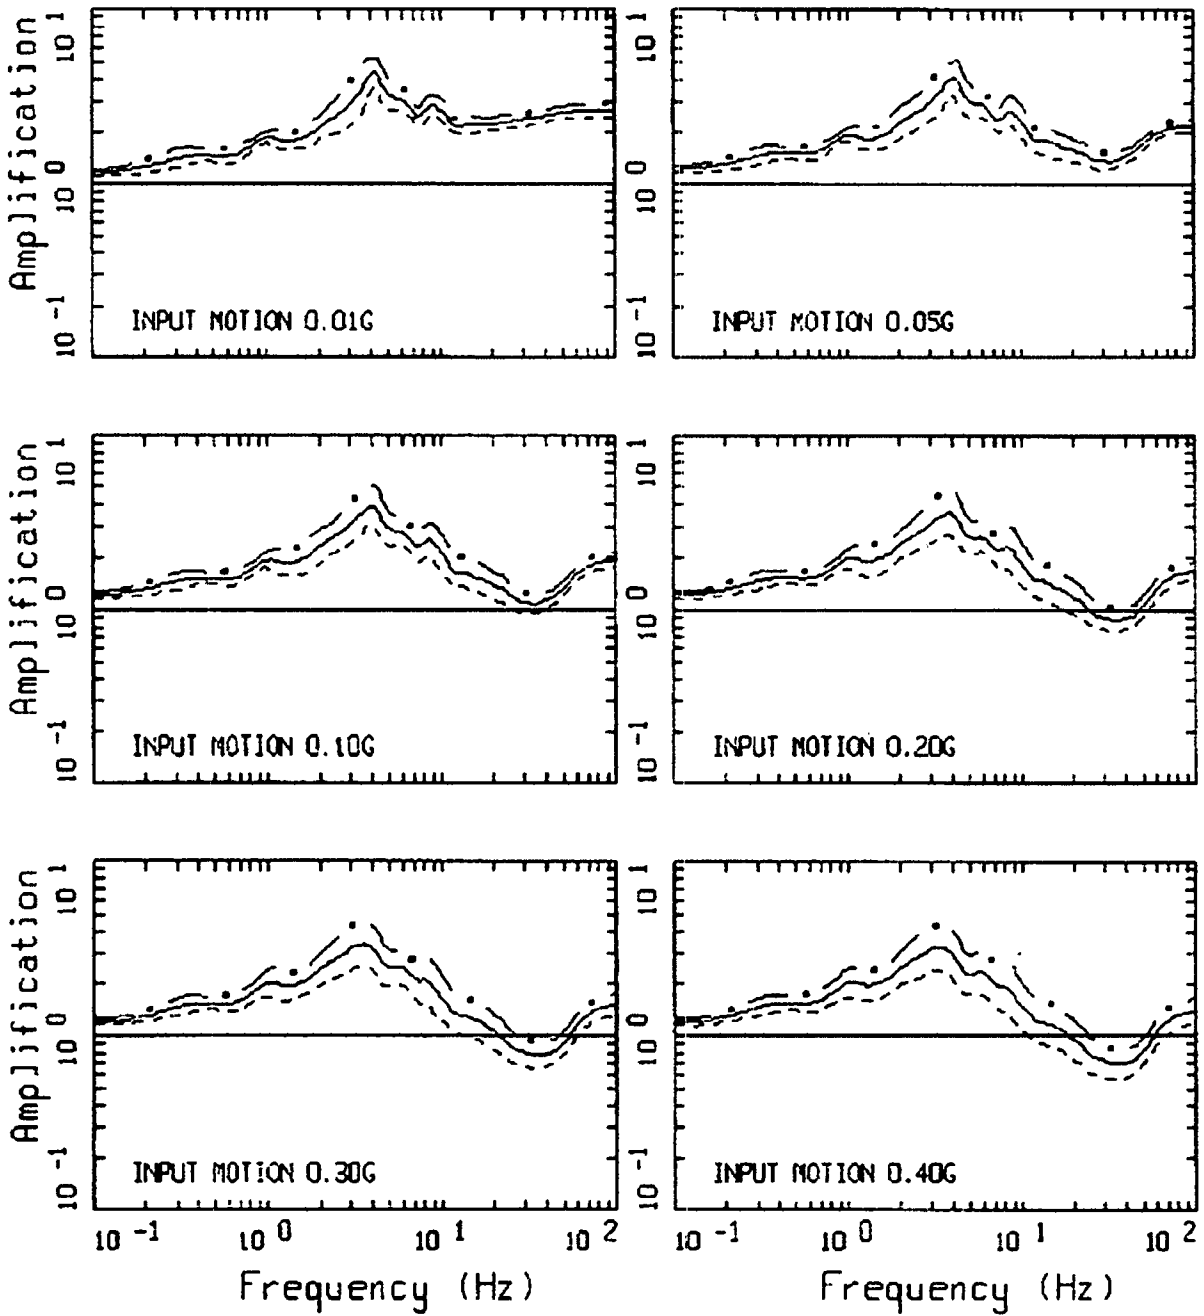 Amplification
10 1
10 0
10 -1
INPUT MOTION 0.01G
10 1
10 0
10 -1
INPUT MOTION 0.05G
Amplification
10 1
10 0
10 -1
INPUT MOTION 0.10G
10 1
10 0
10 -1
INPUT MOTION 0.20G
Amplification
10 1
10 0
10 -1
INPUT MOTION 0.30G
10 1
10 0
10 -1
INPUT MOTION 0.40G
10 -1 10 0 10 1 10 2
10 -1 10 0 10 1 10 2
Frequency (Hz)
Frequency (Hz)